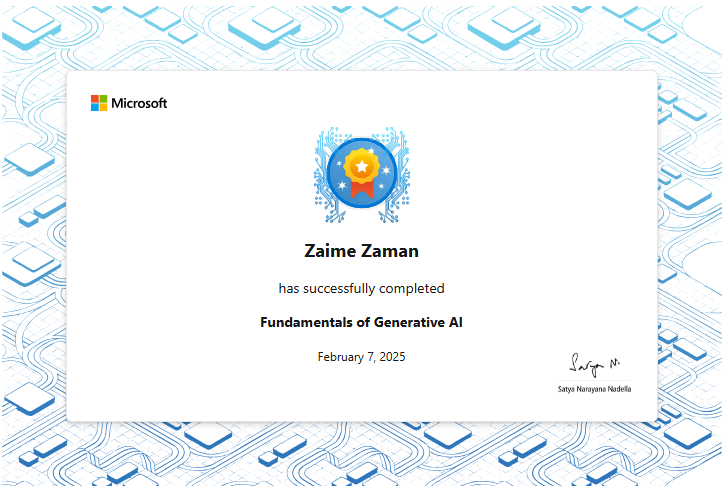 Microsoft
Zaime Zaman
has successfully completed
Fundamentals of Generative AI
February 7, 2025
Satya N.
Satya Narayana Nadella